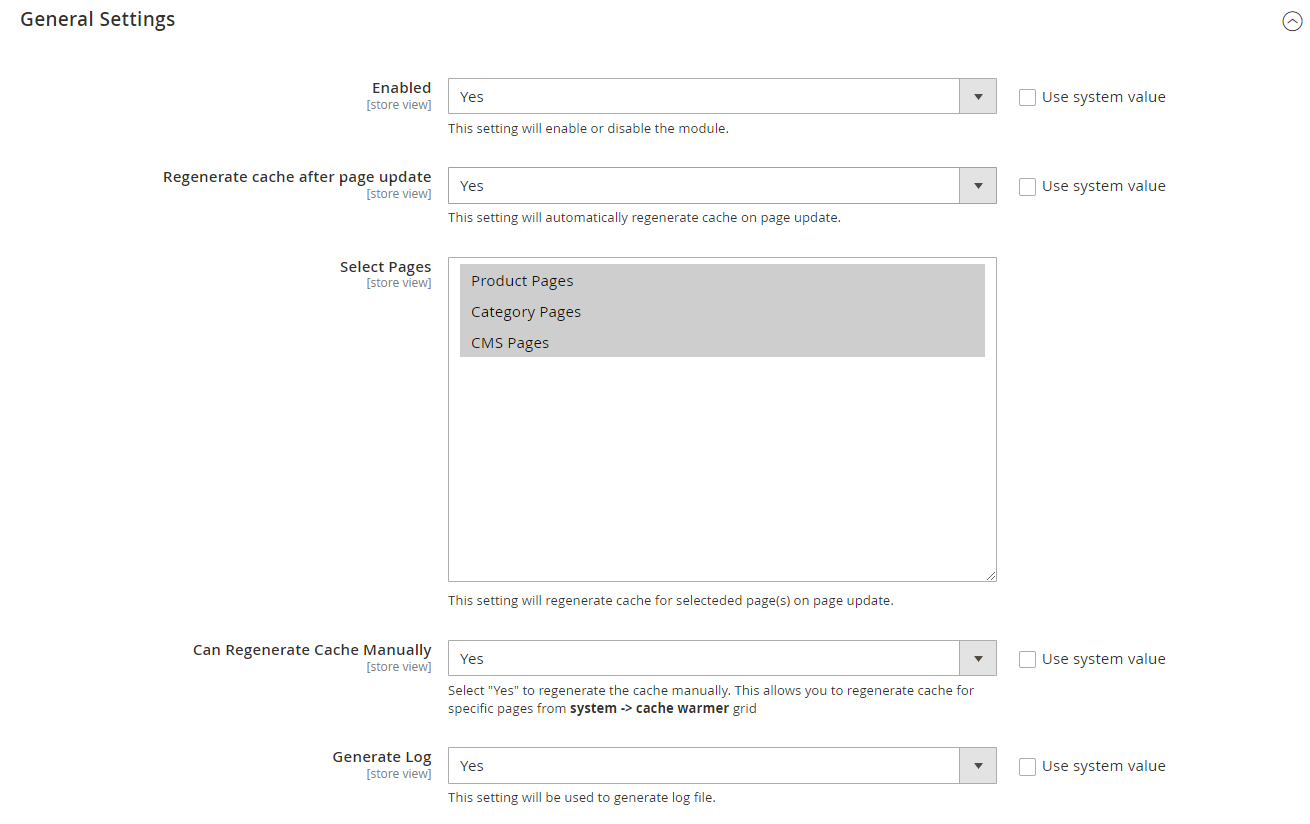 General Settings
Enabled
[store view]
Yes
Use system value
This setting will enable or disable the module.
Regenerate cache after page update
[store view]
Yes
Use system value
This setting will automatically regenerate cache on page update.
Select Pages
[store view]
Product Pages
Category Pages
CMS Pages
This setting will regenerate cache for selecteded page(s) on page update.
Can Regenerate Cache Manually
[store view]
Yes
Use system value
Select "Yes" to regenerate the cache manually. This allows you to regenerate cache for
specific pages from system -> cache warmer grid
Generate Log
[store view]
Yes
Use system value
This setting will be used to generate log file.